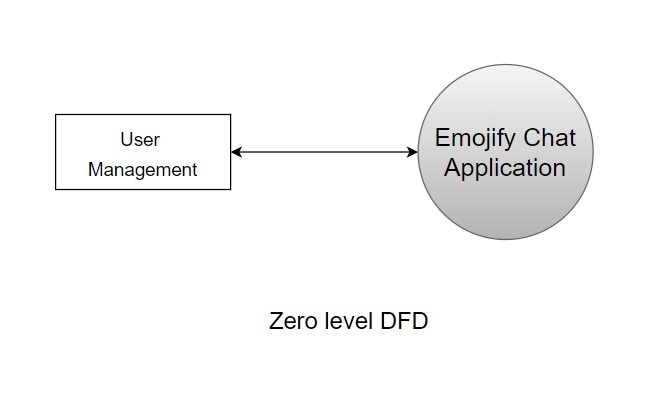 User
Management
Emojify Chat
Application
Zero level DFD